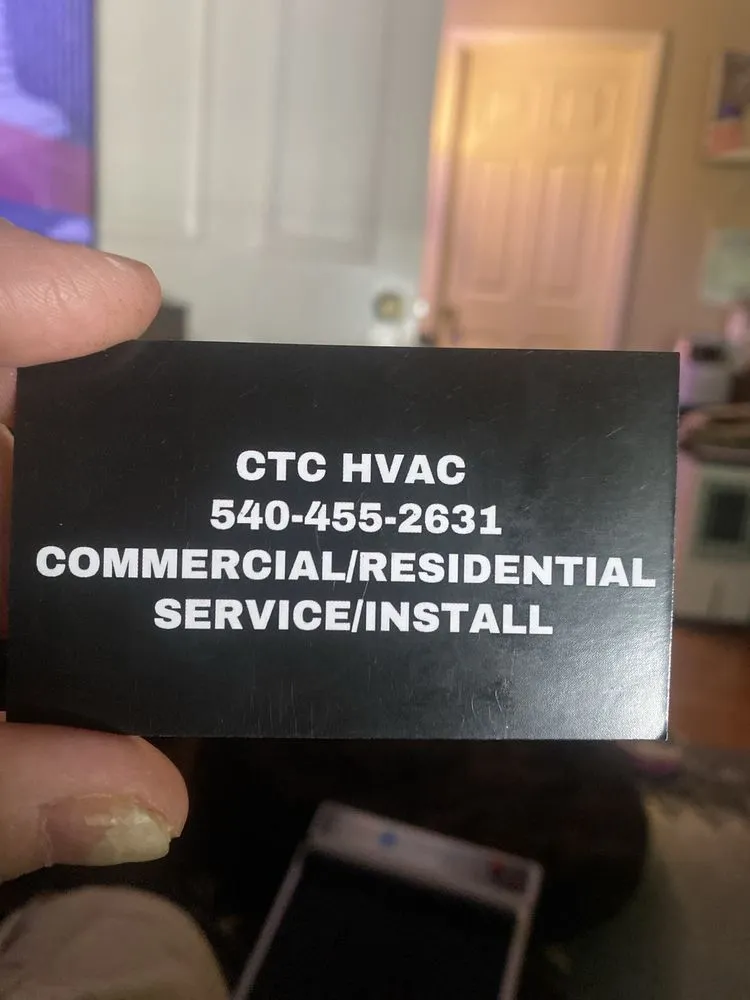 CTC HVAC
540-455-2631
COMMERCIAL/RESIDENTIAL
SERVICE/INSTALL